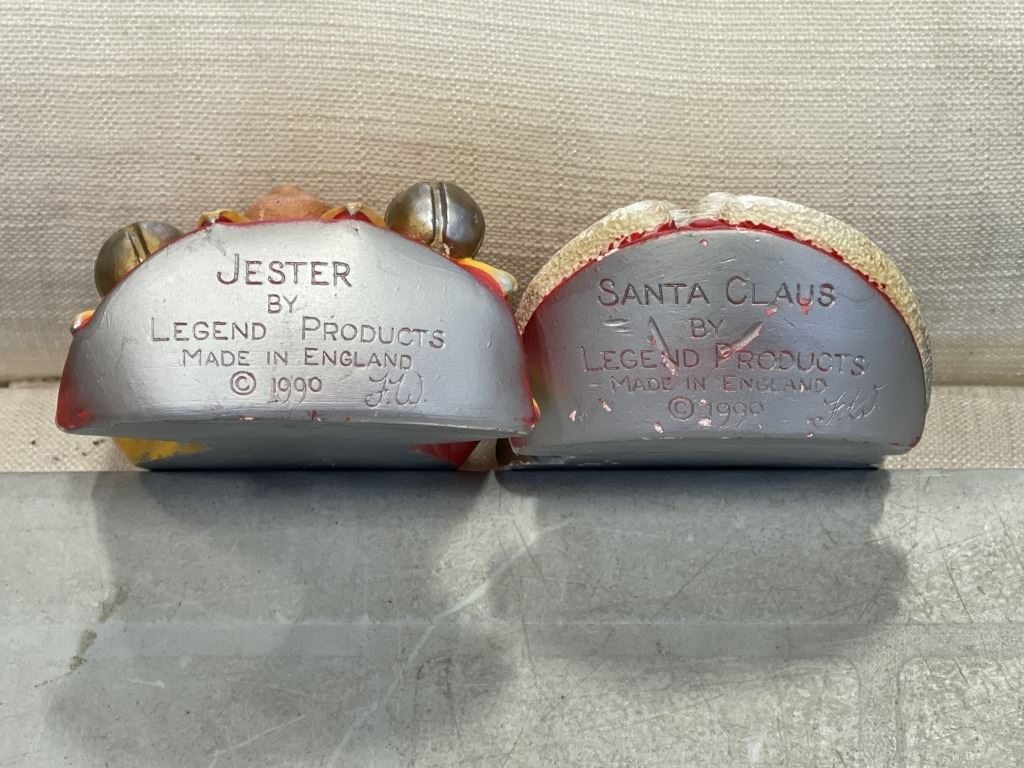 JESTER
BY
LEGEND PRODUCTS
MADE IN ENGLAND
© 1990 F.W.
SANTA CLAUS
BY
LEGEND PRODUCTS
MADE IN ENGLAND
© 1990 F.W.